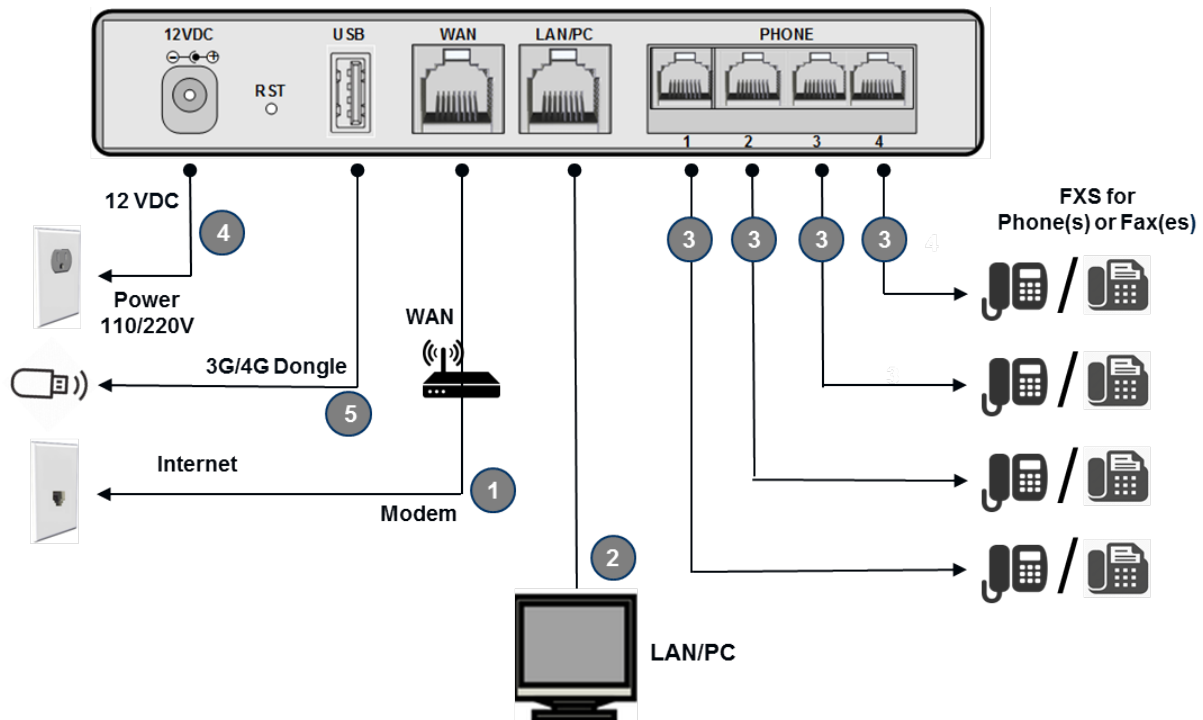 12VDC
USB
WAN
LAN/PC
PHONE
RST
1
2
3
4
12 VDC
4
3
3
3
3
4
FXS for
Phone(s) or Fax(es)
Power
110/220V
WAN
3G/4G Dongle
3
5
Internet
1
Modem
2
LAN/PC